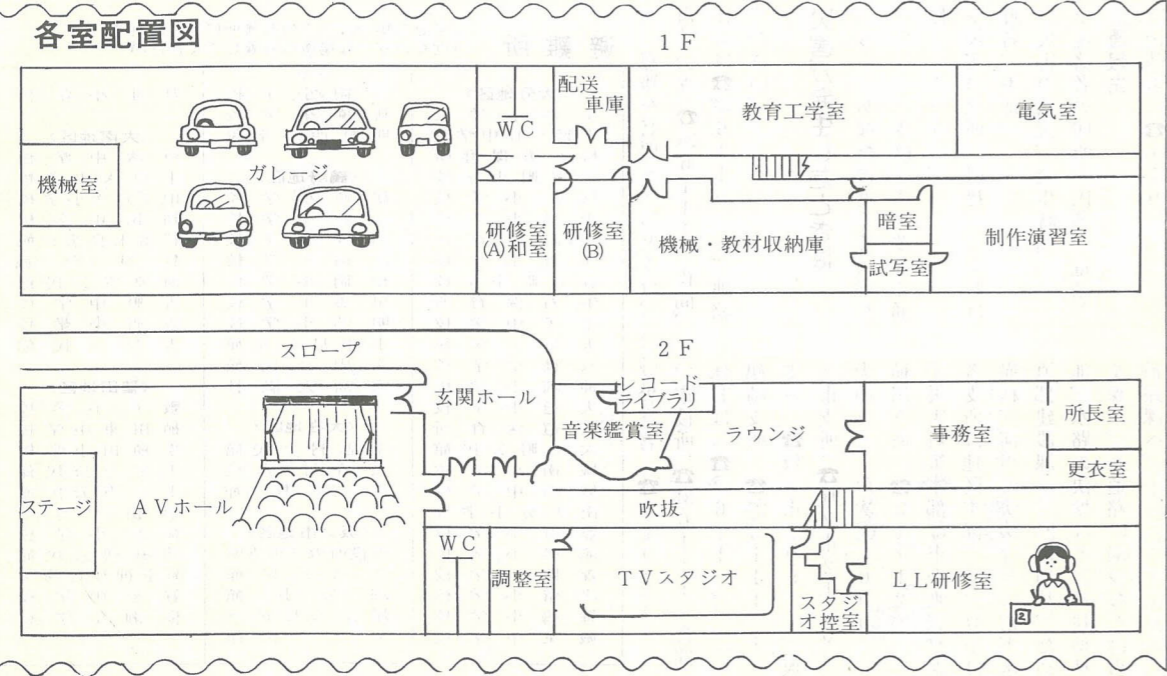 各室配置図
1F
機械室
ガレージ
WC
配送
車庫
教育工学室
電気室
研修室
(A)和室
研修室
(B)
機械・教材収納庫
暗室
試写室
制作演習室
2F
スロープ
玄関ホール
レコード
ライブラリ
音楽鑑賞室
ラウンジ
事務室
所長室
更衣室
ステージ
AVホール
吹抜
WC
調整室
TVスタジオ
スタジ
オ控室
LL研修室
2